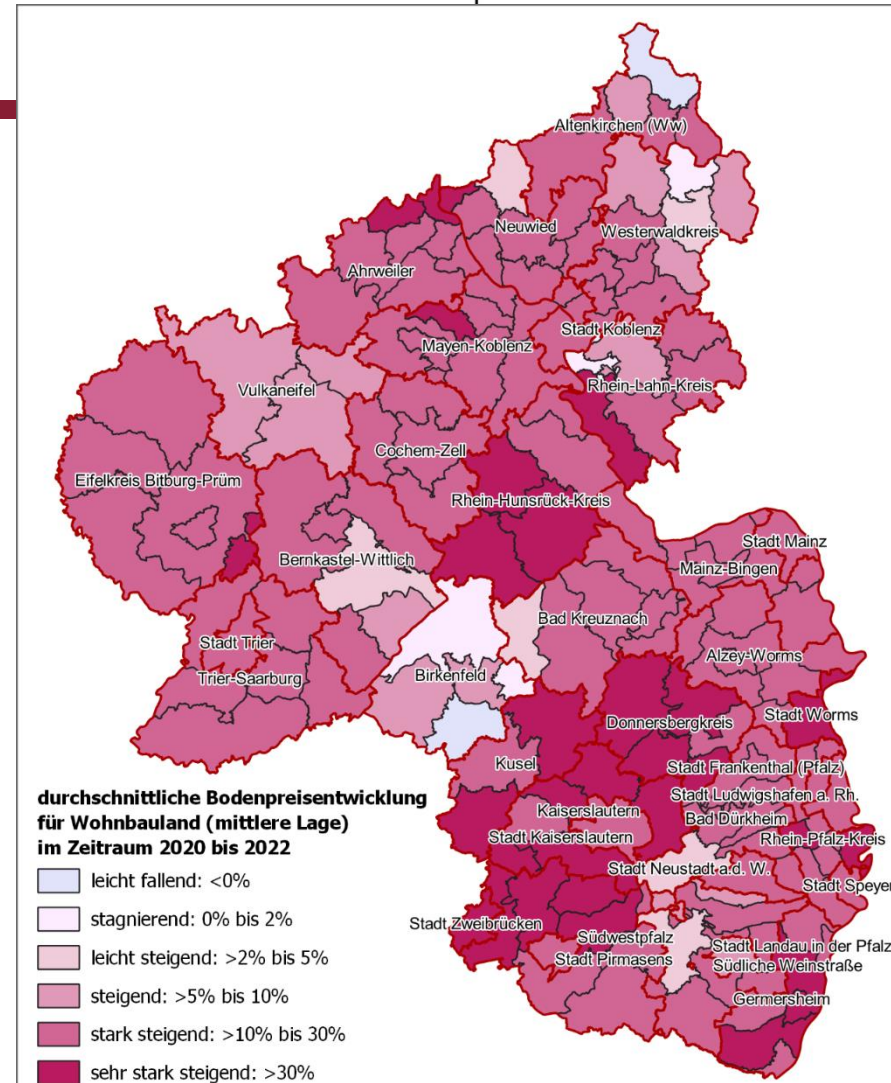 Altenkirchen (Ww)
Neuwied
Westerwaldkreis
Ahrweiler
Stadt Koblenz
Mayen-Koblenz
Rhein-Lahn-Kreis
Vulkaneifel
Cochem-Zell
Eifelkreis Bitburg-Prüm
Rhein-Hunsrück-Kreis
Stadt Mainz
Bernkastel-Wittlich
Mainz-Bingen
Bad Kreuznach
Stadt Trier
Alzey-Worms
Birkenfeld
Trier-Saarburg
Stadt Worms
Donnersbergkreis
Kusel
Stadt Frankenthal (Pfalz)
Stadt Ludwigshafen a. Rh.
Kaiserslautern
Bad Dürkheim
Stadt Kaiserslautern
Rhein-Pfalz-Kreis
Stadt Neustadt a.d. W.
Stadt Speyer
Stadt Zweibrücken
Südwestpfalz
Stadt Landau in der Pfalz
Stadt Pirmasens
Südliche Weinstraße
Germersheim
durchschnittliche Bodenpreisentwicklung
für Wohnbauland (mittlere Lage)
im Zeitraum 2020 bis 2022
leicht fallend: <0%
stagnierend: 0% bis 2%
leicht steigend: >2% bis 5%
steigend: >5% bis 10%
stark steigend: >10% bis 30%
sehr stark steigend: >30%